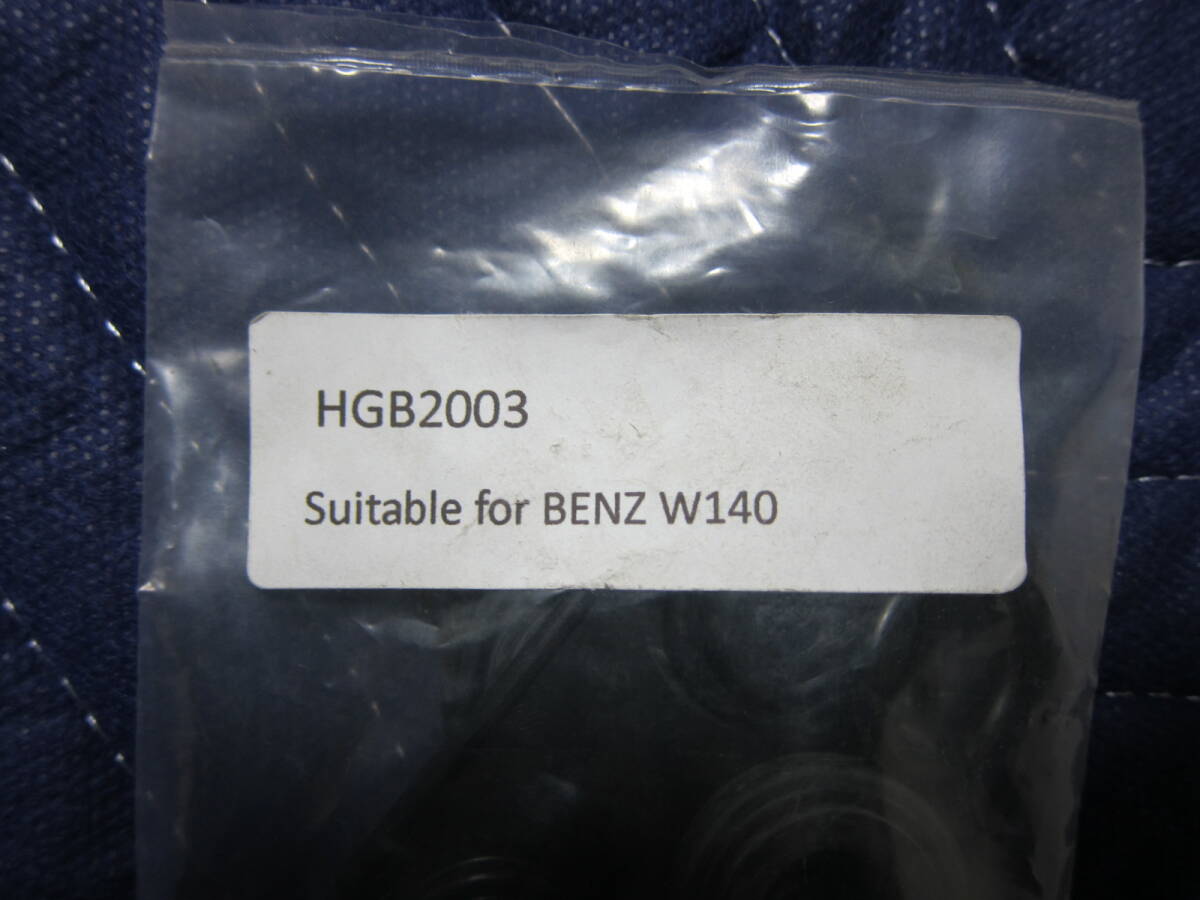 HGB2003
Suitable for BENZ W140